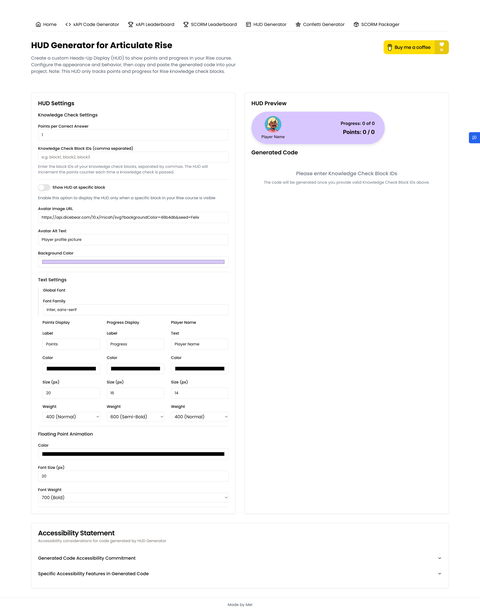 Home
xAPI Code Generator
xAPI Leaderboard
SCORM Leaderboard
HUD Generator
Confetti Generator
SCORM Packager
HUD Generator for Articulate Rise
Create a custom Heads-Up Display (HUD) to show points and progress in your Rise course.
Configure the appearance and behavior, then copy and paste the generated code into your
project. Note: This HUD only tracks points and progress for Rise knowledge check blocks.
Buy me a coffee
HUD Settings
Knowledge Check Settings
Points per Correct Answer
1
Knowledge Check Block IDs (comma separated)
e.g. block1, block2, block3
Enter the block IDs of your knowledge check blocks, separated by commas. The HUD will
increment the points counter each time a knowledge check is passed.
Show HUD at specific block
Enable this option to display the HUD only when a specific block in your Rise course is visible
Avatar Image URL
Avatar Alt Text
Player profile picture
Background Color
Text Settings
Global Font
Font Family
Inter, sans-serif
Points Display
Progress Display
Player Name
Label
Label
Text
Points
Progress
Player Name
Color
Color
Color
Size (px)
Size (px)
Size (px)
20
16
14
Weight
Weight
Weight
400 (Normal)
600 (Semi-Bold)
400 (Normal)
Floating Point Animation
Color
Font Size (px)
20
Font Weight
700 (Bold)
HUD Preview
Player Name
Progress: 0 of 0
Points: 0 / 0
Generated Code
Please enter Knowledge Check Block IDs
The code will be generated once you provide valid Knowledge Check Block IDs above.
Accessibility Statement
Accessibility considerations for code generated by HUD Generator
Generated Code Accessibility Commitment
Specific Accessibility Features in Generated Code
Made by Mel